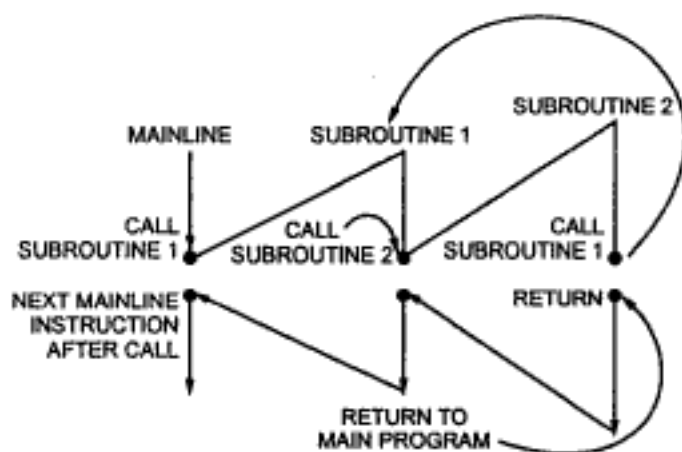 SUBROUTINE 2
MAINLINE
SUBROUTINE 1
CALL
SUBROUTINE 1
CALL
SUBROUTINE 2
CALL
SUBROUTINE 1
NEXT MAINLINE
INSTRUCTION
AFTER CALL
RETURN
RETURN TO
MAIN PROGRAM